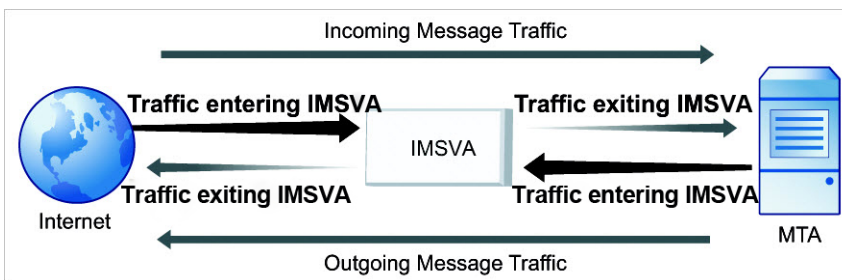 Incoming Message Traffic
Traffic entering IMSVA
Traffic exiting IMSVA
IMSVA
Traffic exiting IMSVA
Traffic entering IMSVA
Internet
MTA
Outgoing Message Traffic